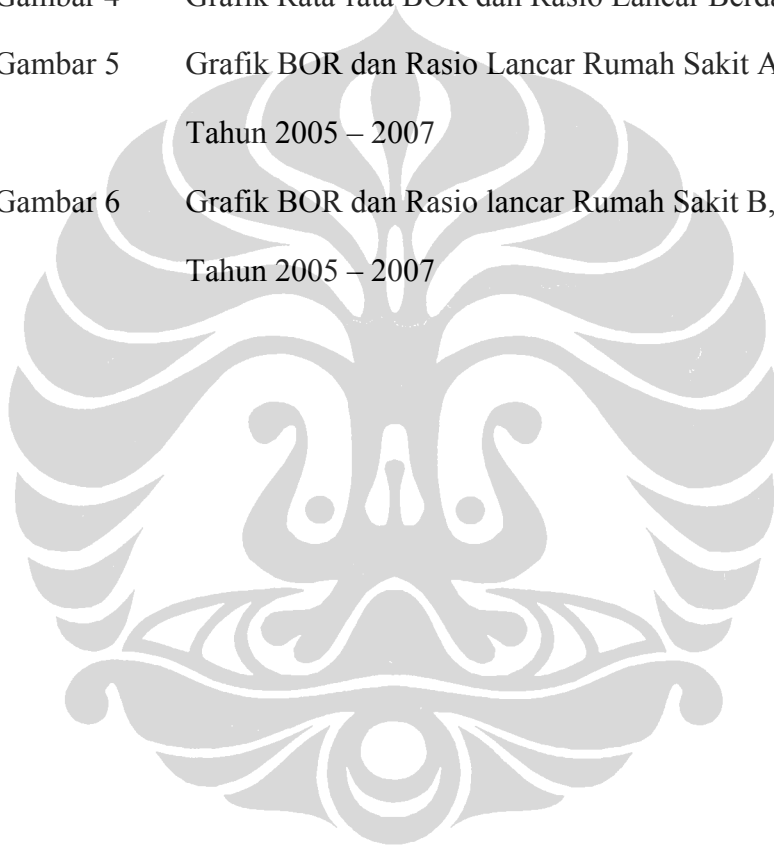 Gambar 4 Grafik Rata-rata BOR dan Rasio Lancar Berda
Gambar 5 Grafik BOR dan Rasio Lancar Rumah Sakit A
Tahun 2005 – 2007
Gambar 6 Grafik BOR dan Rasio lancar Rumah Sakit B,
Tahun 2005 – 2007